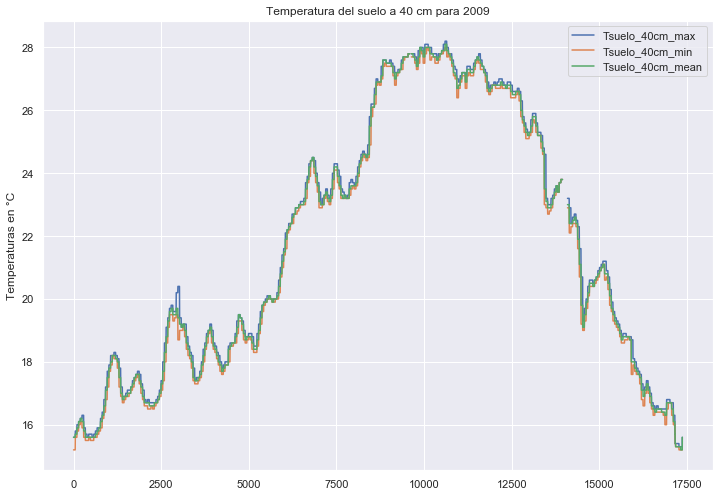 Temperatura del suelo a 40 cm para 2009
Tsuelo_40cm_max
Tsuelo_40cm_min
Tsuelo_40cm_mean
Temperaturas en °C
28
26
24
22
20
18
16
0 2500 5000 7500 10000 12500 15000 17500